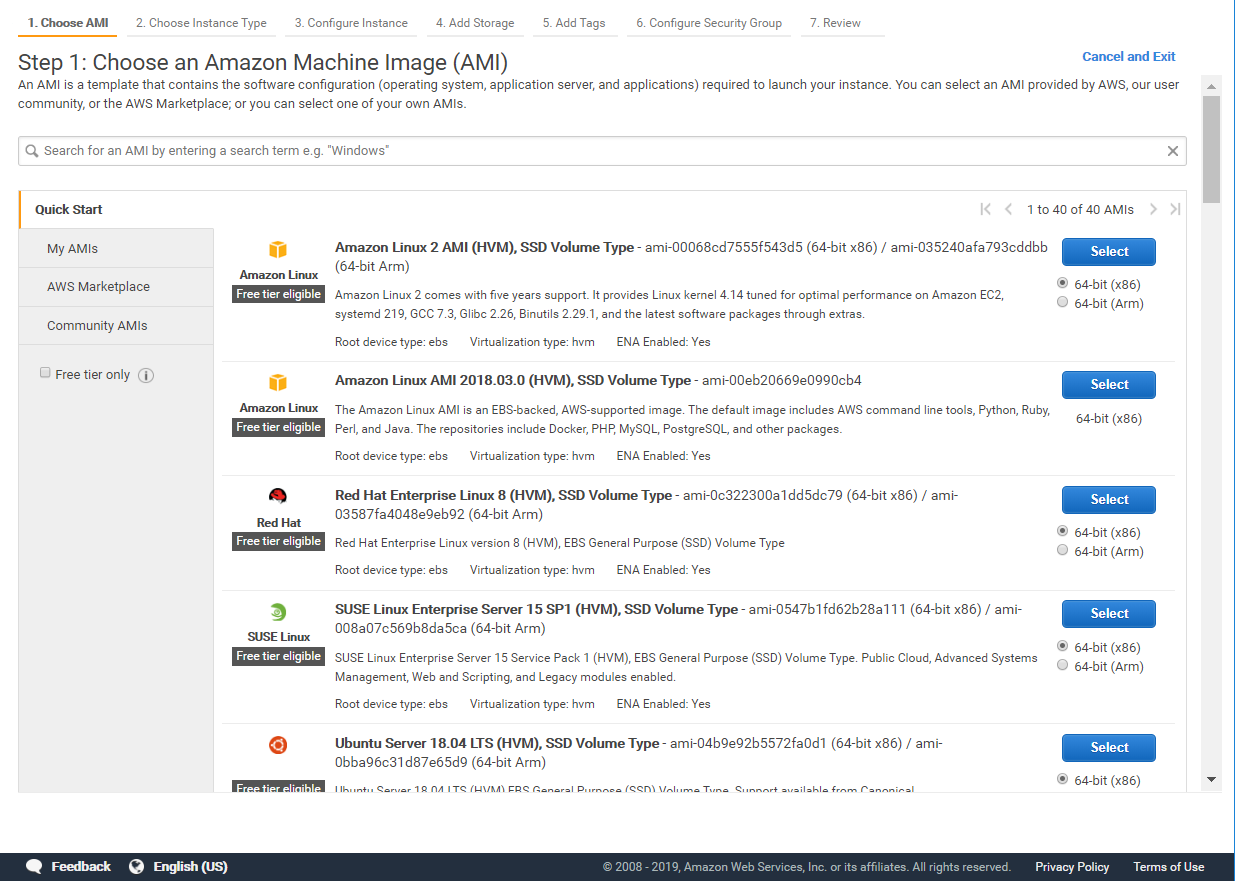 1. Choose AMI 2. Choose Instance Type 3. Configure Instance 4. Add Storage 5. Add Tags 6. Configure Security Group 7. Review
Step 1: Choose an Amazon Machine Image (AMI)
Cancel and Exit
An AMI is a template that contains the software configuration (operating system, application server, and applications) required to launch your instance. You can select an AMI provided by AWS, our user
community, or the AWS Marketplace; or you can select one of your own AMIs.
Search for an AMI by entering a search term e.g. "Windows"
Quick Start
1 to 40 of 40 AMIs
My AMIs
AWS Marketplace
Community AMIs
Free tier only
Amazon Linux
Free tier eligible
Amazon Linux 2 AMI (HVM), SSD Volume Type - ami-00068cd7555f543d5 (64-bit x86) / ami-035240afa793cddbb
(64-bit Arm)
Amazon Linux 2 comes with five years support. It provides Linux kernel 4.14 tuned for optimal performance on Amazon EC2,
systemd 219, GCC 7.3, Glibc 2.26, Binutils 2.29.1, and the latest software packages through extras.
Root device type: ebs Virtualization type: hvm ENA Enabled: Yes
Select
64-bit (x86)
64-bit (Arm)
Amazon Linux
Free tier eligible
Amazon Linux AMI 2018.03.0 (HVM), SSD Volume Type - ami-00eb20669e0990cb4
The Amazon Linux AMI is an EBS-backed, AWS-supported image. The default image includes AWS command line tools, Python, Ruby,
Perl, and Java. The repositories include Docker, PHP, MySQL, PostgreSQL, and other packages.
Root device type: ebs Virtualization type: hvm ENA Enabled: Yes
Select
64-bit (x86)
Red Hat
Free tier eligible
Red Hat Enterprise Linux 8 (HVM), SSD Volume Type - ami-0c322300a1dd5dc79 (64-bit x86) / ami-
03587fa4048e9eb92 (64-bit Arm)
Red Hat Enterprise Linux version 8 (HVM), EBS General Purpose (SSD) Volume Type
Root device type: ebs Virtualization type: hvm ENA Enabled: Yes
Select
64-bit (x86)
64-bit (Arm)
SUSE Linux
Free tier eligible
SUSE Linux Enterprise Server 15 SP1 (HVM), SSD Volume Type - ami-0547b1fd62b28a111 (64-bit x86) / ami-
008a07c569b8da5ca (64-bit Arm)
SUSE Linux Enterprise Server 15 Service Pack 1 (HVM), EBS General Purpose (SSD) Volume Type. Public Cloud, Advanced Systems
Management, Web and Scripting, and Legacy modules enabled.
Root device type: ebs Virtualization type: hvm ENA Enabled: Yes
Select
64-bit (x86)
64-bit (Arm)
Free tier eligible
Ubuntu Server 18.04 LTS (HVM), SSD Volume Type - ami-04b9e92b5572fa0d1 (64-bit x86) / ami-
0bba96c31d87e65d9 (64-bit Arm)
Ubuntu Server 18.04 LTS (HVM),EBS General Purpose (SSD) Volume Type. Support available from Canonical
Select
64-bit (x86)
Feedback English (US)
© 2008 - 2019, Amazon Web Services, Inc. or its affiliates. All rights reserved. Privacy Policy Terms of Use